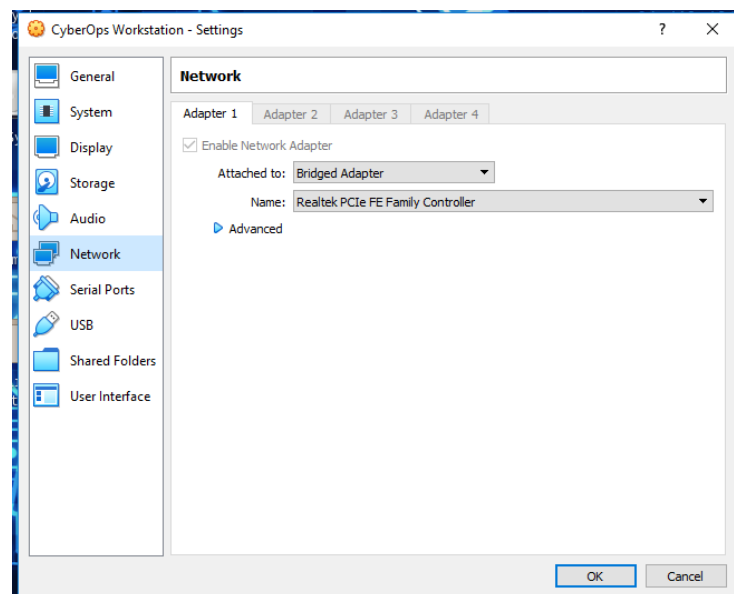 CyberOps Workstation - Settings
?
General
System
Display
Storage
Audio
Network
Serial Ports
USB
Shared Folders
User Interface
Network
Adapter 1 Adapter 2 Adapter 3 Adapter 4
Enable Network Adapter
Attached to: Bridged Adapter
Name: Realtek PCIe FE Family Controller
Advanced
OK Cancel